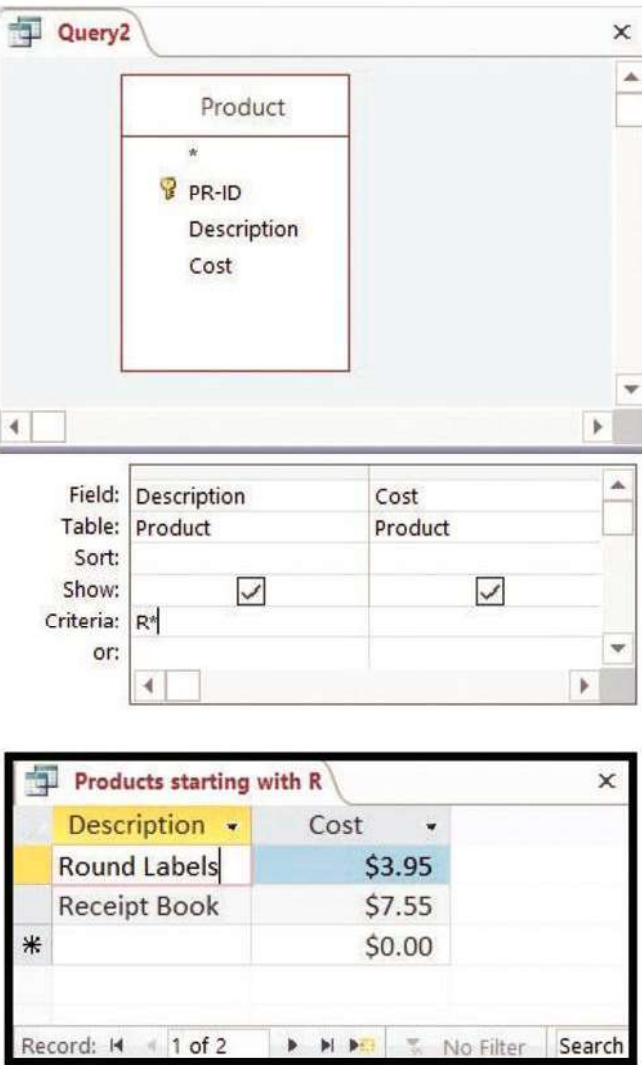 Query2
Product
*
PR-ID
Description
Cost
Field: Description Cost
Table: Product Product
Sort:
Show:
Criteria: R*
or:
Products starting with R
Description Cost
Round Labels $3.95
Receipt Book $7.55
$0.00
Record: 1 of 2 No Filter Search